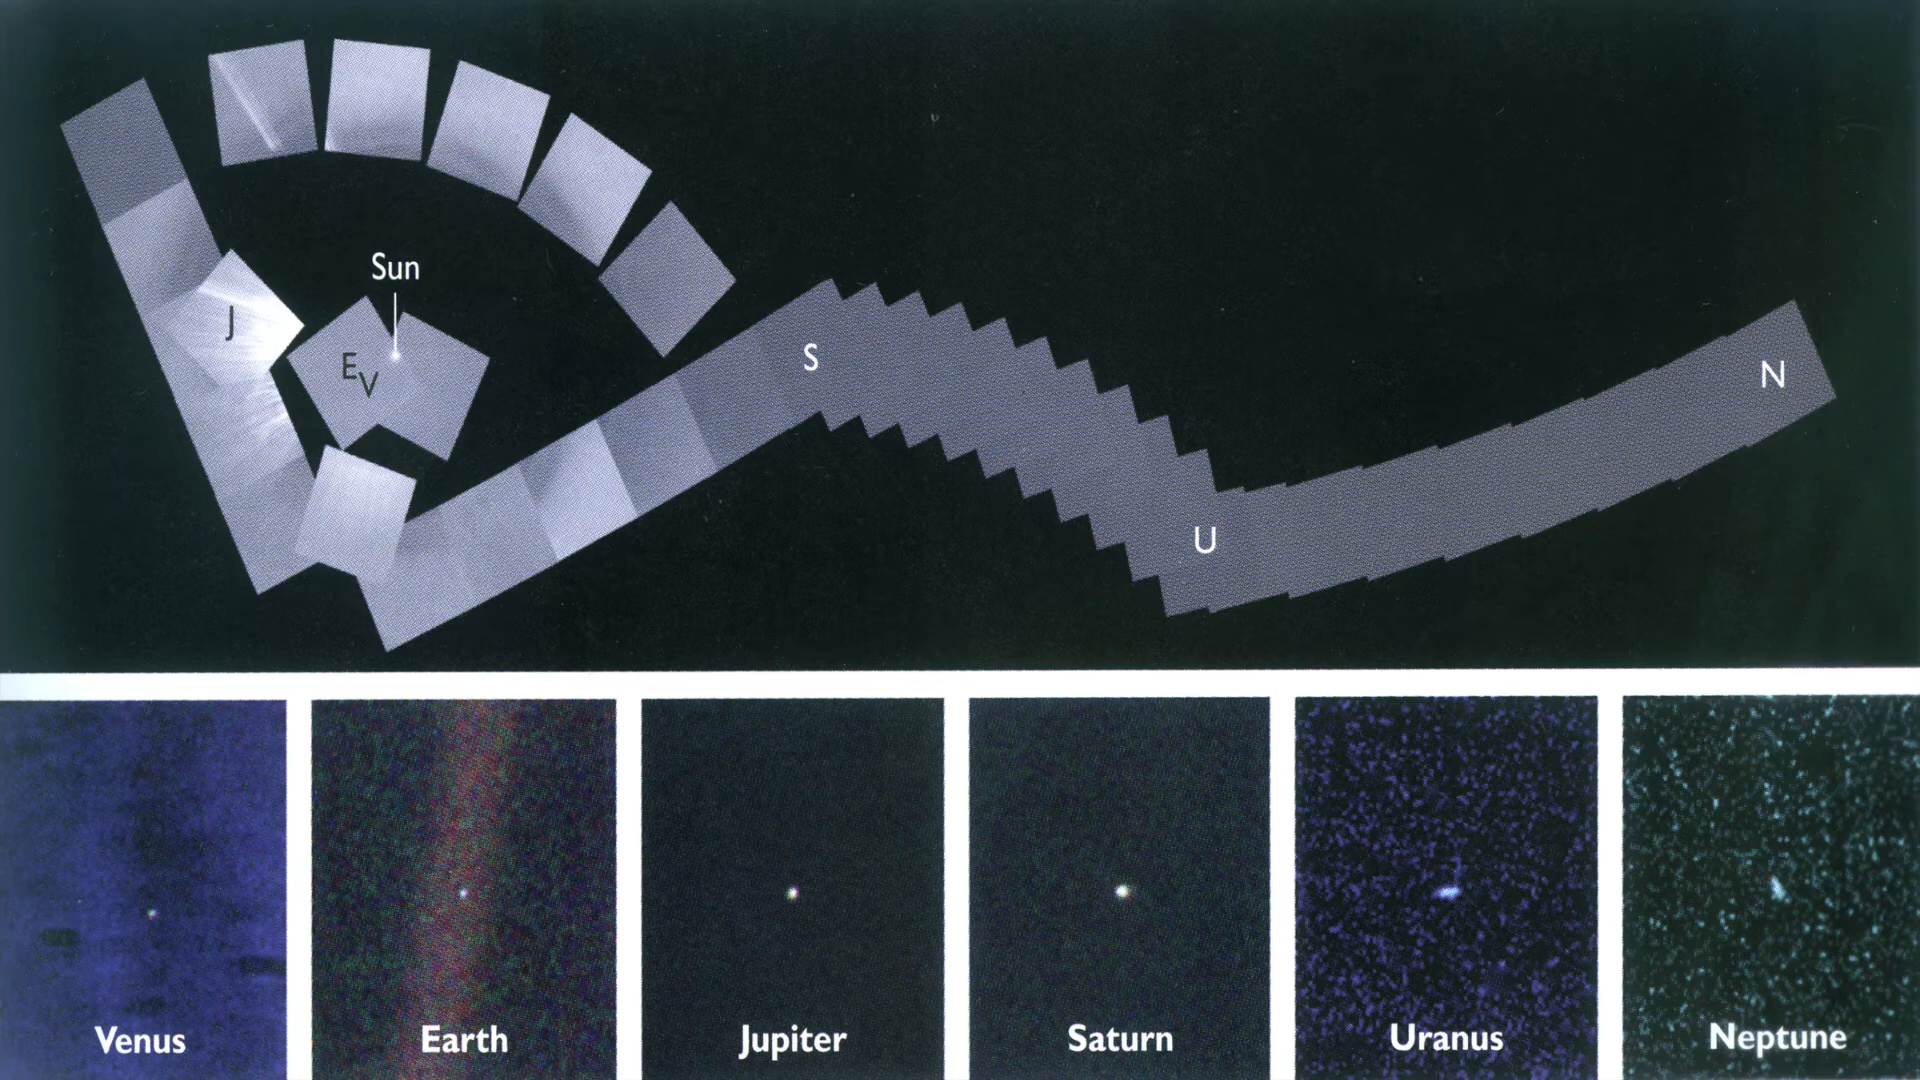 Sun
J
E
V
S
U
N
Venus
Earth
Jupiter
Saturn
Uranus
Neptune